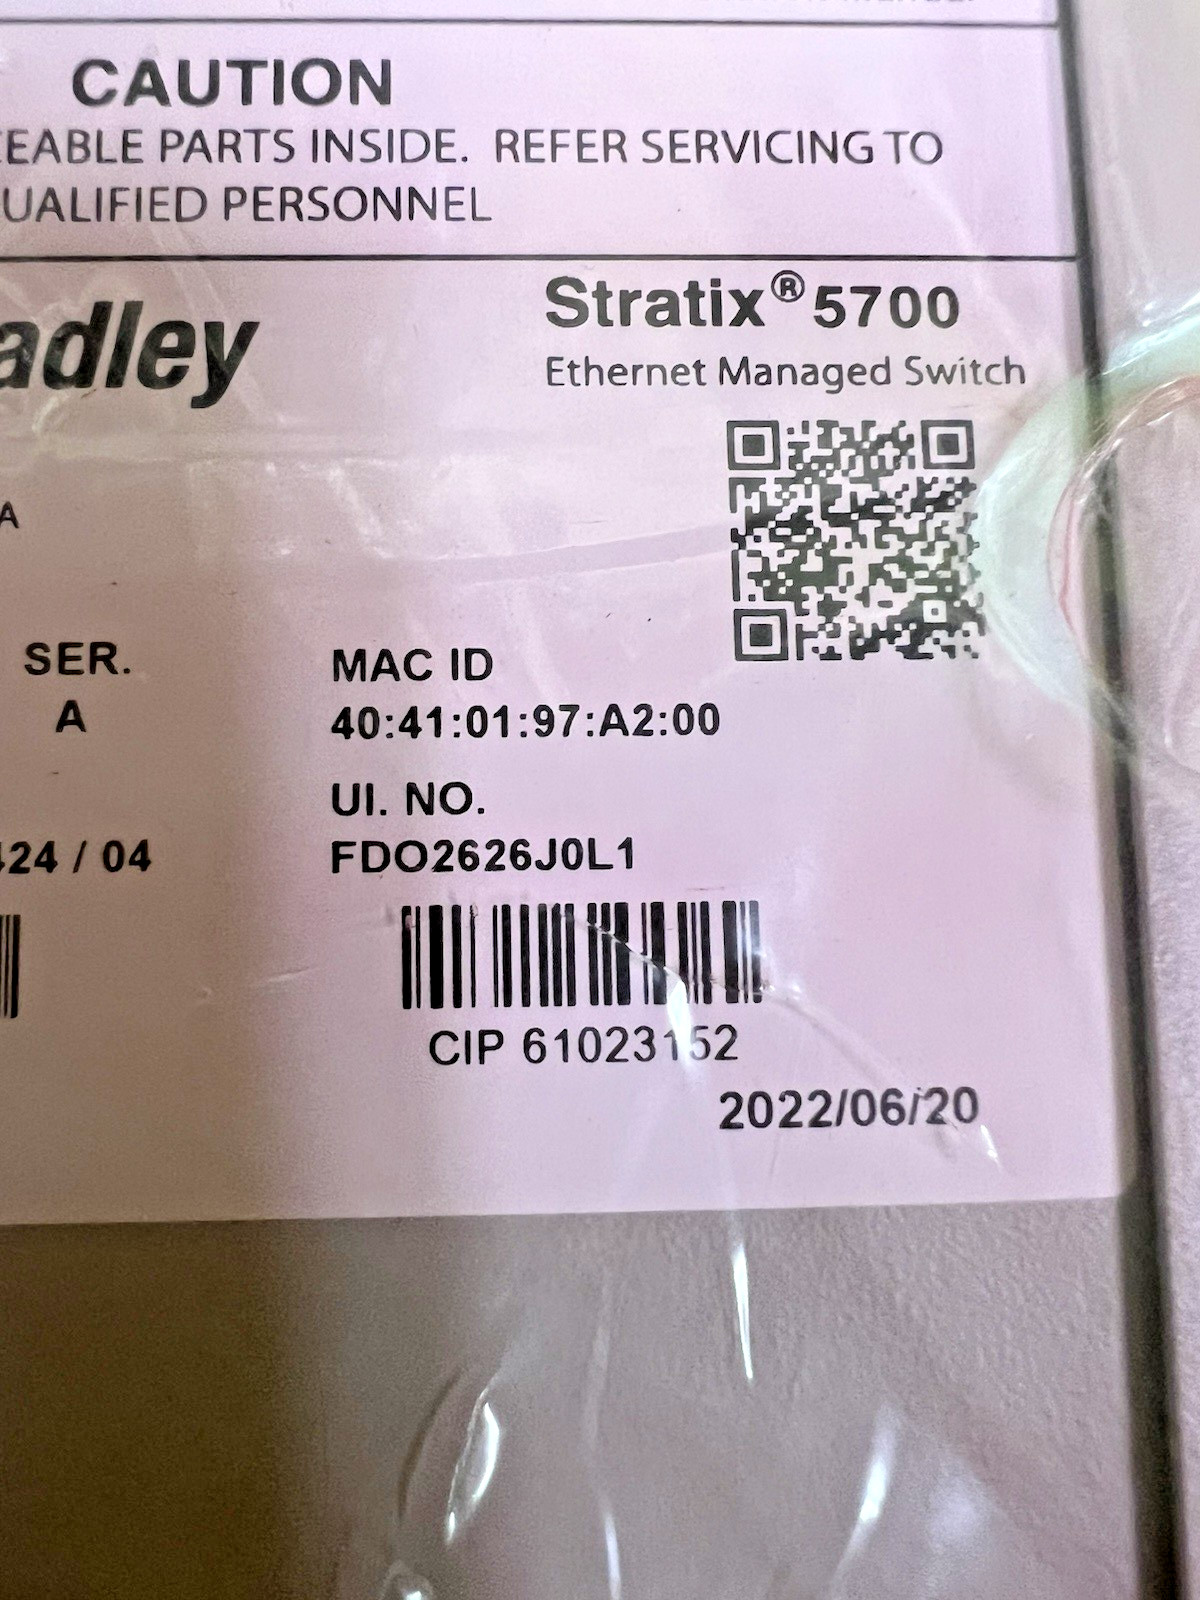 CAUTION
EABLE PARTS INSIDE. REFER SERVICING TO
UALIFIED PERSONNEL
adley
Stratix® 5700
Ethernet Managed Switch
A
SER.
A
MAC ID
40:41:01:97:A2:00
UI. NO.
24 / 04
FDO2626J0L1
CIP 61023152
2022/06/20